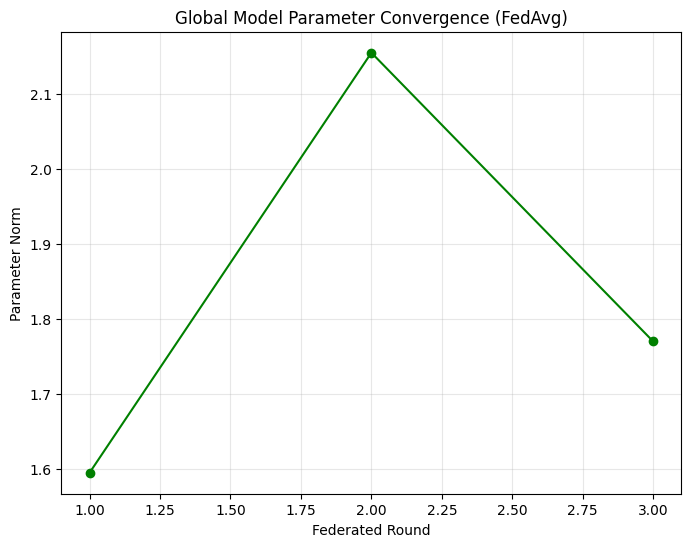 Global Model Parameter Convergence (FedAvg)
Parameter Norm
2.1
2.0
1.9
1.8
1.7
1.6
1.00 1.25 1.50 1.75 2.00 2.25 2.50 2.75 3.00
Federated Round